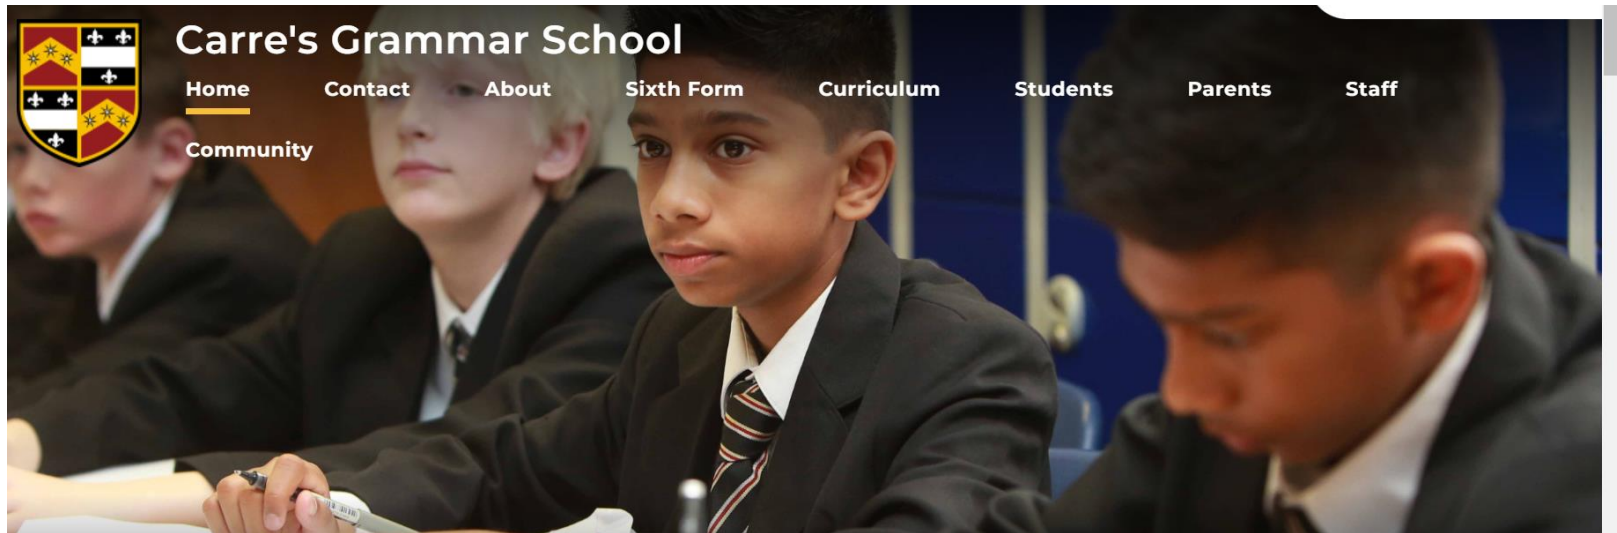 Carre's Grammar School
Home Contact About Sixth Form Curriculum Students Parents Staff
Community